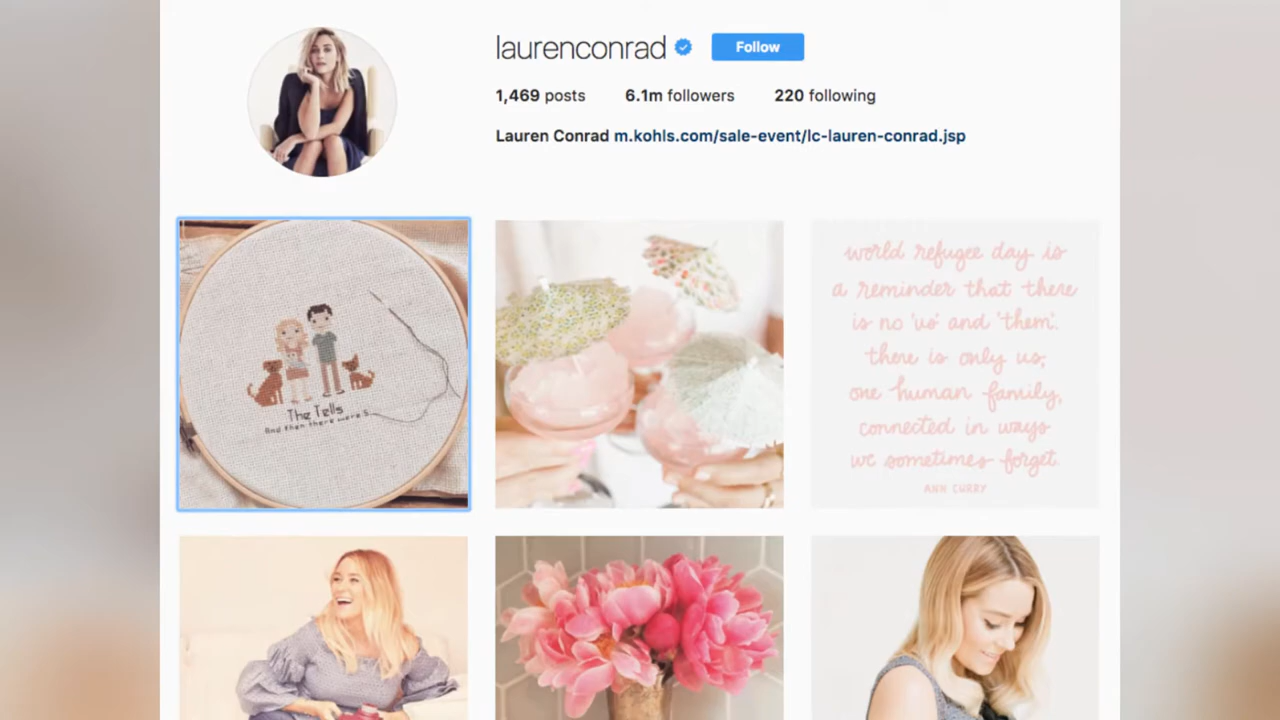 laurenconrad
Follow
1,469 posts 6.1m followers 220 following
Lauren Conrad m.kohls.com/sale-event/lc-lauren-conrad.jsp
The Tells
And then there were 5
world refugee day is
a reminder that there
is no 'us' and 'them'.
there is only us;
one human family,
connected in ways
we sometimes forget.
ANN CURRY